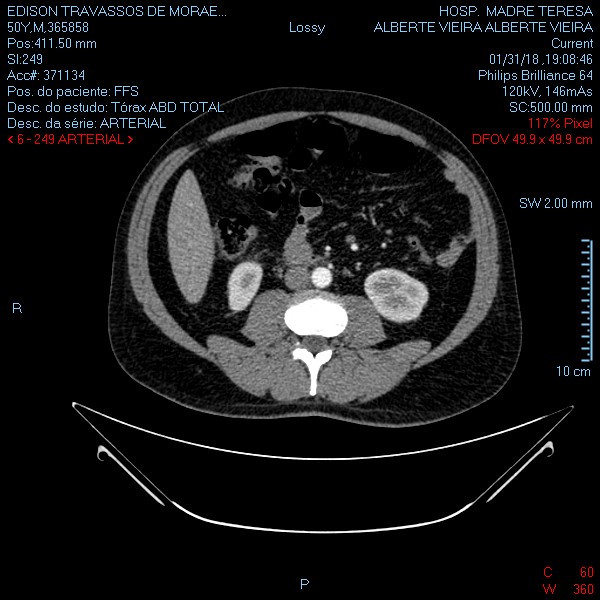 EDISON TRAVASSOS DE MORAE...
50Y,M,365858
Pos:411.50 mm
Sl:249
Acc#: 371134
Pos. do paciente: FFS
Desc. do estudo: Tórax ABD TOTAL
Desc. da série: ARTERIAL
< 6 - 249 ARTERIAL >
Lossy
HOSP. MADRE TERESA
ALBERTE VIEIRA ALBERTE VIEIRA
Current
01/31/18 ,19:08:46
Philips Brilliance 64
120kV, 146mAs
SC:500.00 mm
117% Pixel
DFOV 49.9 x 49.9 cm
SW 2.00 mm
R
10 cm
P
C 60
W 360